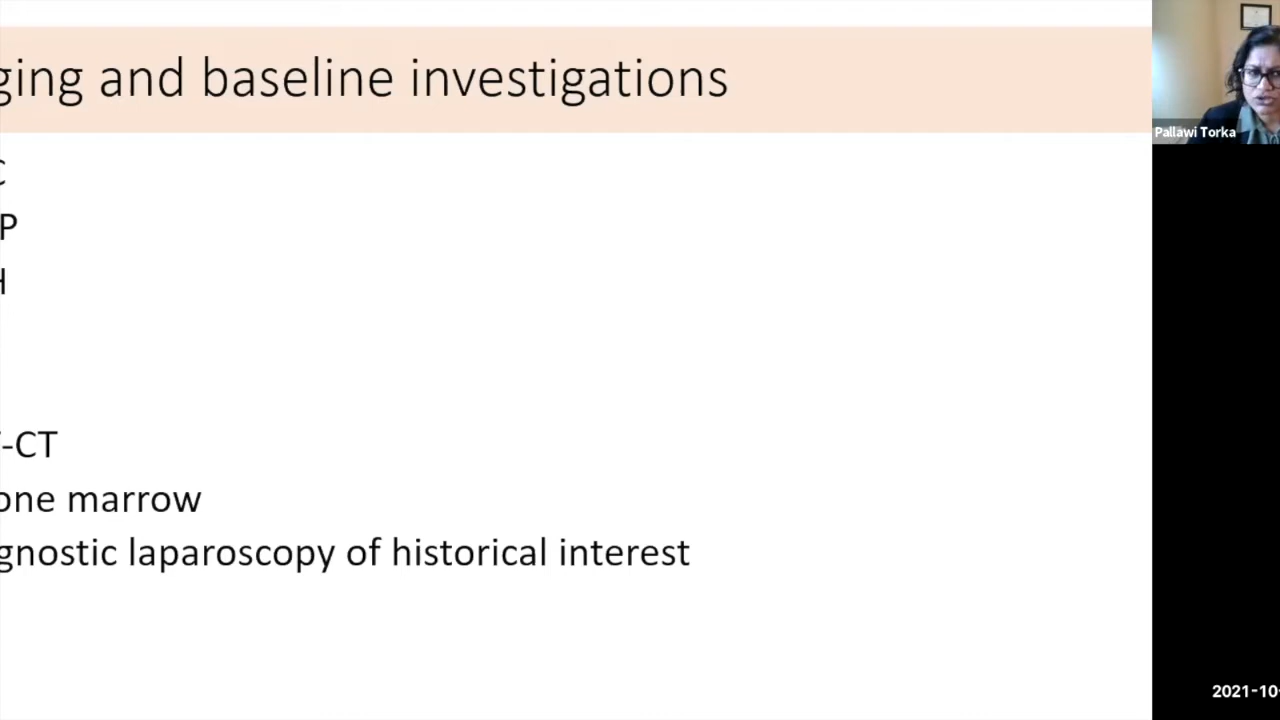 ging and baseline investigations
C
P
H
-CT
one marrow
gnostic laparoscopy of historical interest
Pallawi Torka
2021-10-